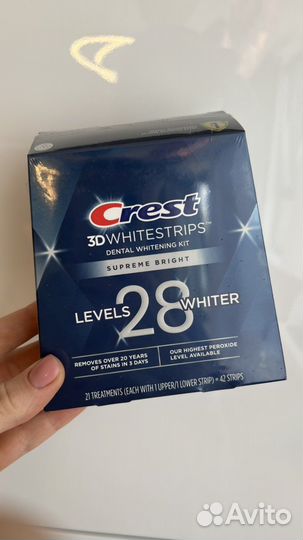 Crest
3DWHITESTRIPS™
DENTAL WHITENING KIT
SUPREME BRIGHT
LEVELS 28 WHITER
REMOVES OVER 20 YEARS
OF STAINS IN 3 DAYS
OUR HIGHEST PEROXIDE
LEVEL AVAILABLE
21 TREATMENTS (EACH WITH 1 UPPER/1 LOWER STRIP) = 42 STRIPS
Avito